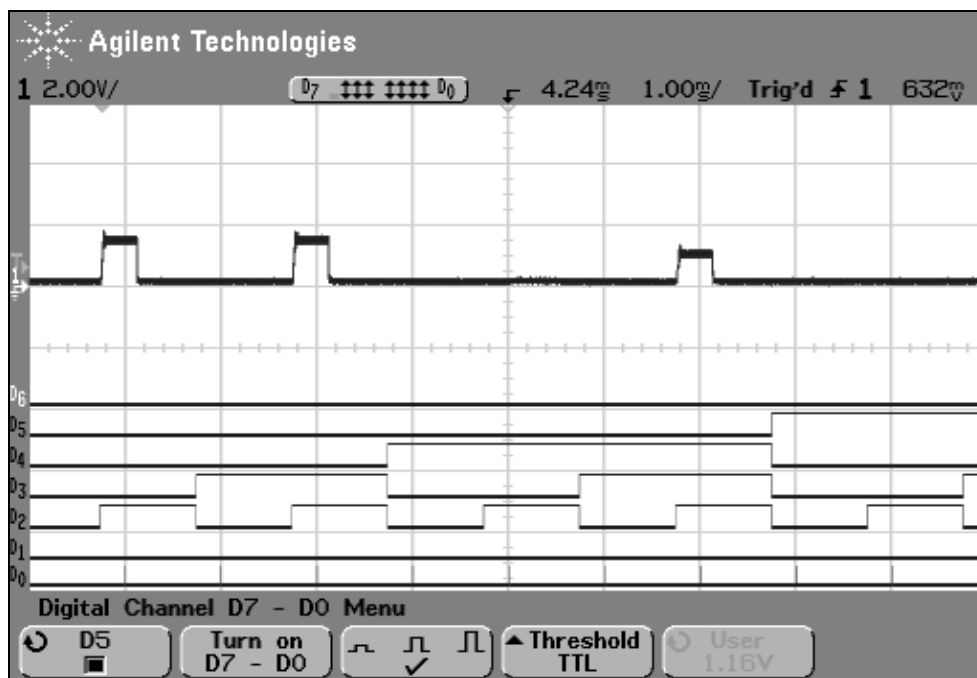 Agilent Technologies
1 2.00V/ D7 D0 4.24ms 1.00ms/ Trig'd 1 632mV
1
D6
D5
D4
D3
D2
D1
D0
Digital Channel D7 - D0 Menu
D5 Turn on D7 - D0 Threshold TTL User 1.16V